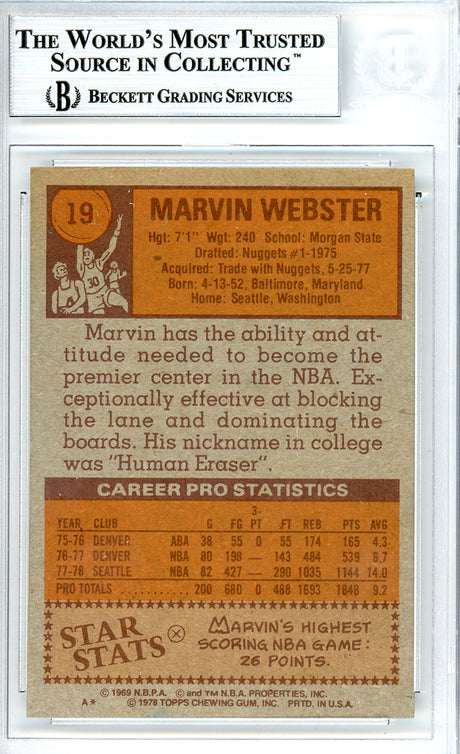 THE WORLD'S MOST TRUSTED
SOURCE IN COLLECTING™
B BECKETT GRADING SERVICES
19
30
MARVIN WEBSTER
Hgt: 7'1" Wgt: 240 School: Morgan State
Drafted: Nuggets #1-1975
Acquired: Trade with Nuggets, 5-25-77
Born: 4-13-52, Baltimore, Maryland
Home: Seattle, Washington
Marvin has the ability and at-
titude needed to become the
premier center in the NBA. Ex-
ceptionally effective at blocking
the lane and dominating the
boards. His nickname in college
was "Human Eraser".
CAREER PRO STATISTICS
YEAR CLUB G FG 3-PT FT REB PTS AVG
75-76 DENVER ABA 38 55 0 55 174 165 4.3
76-77 DENVER NBA 80 198 — 143 484 539 6.7
77-78 SEATTLE NBA 82 427 — 290 1035 1144 14.0
PRO TOTALS 200 680 0 488 1693 1848 9.2
STAR
STATS
MARVIN'S HIGHEST
SCORING NBA GAME:
26 POINTS.
© 1969 N.B.P.A. © and TM N.B.A. PROPERTIES, INC.
A* © 1978 TOPPS CHEWING GUM, INC. PRTD. IN U.S.A.